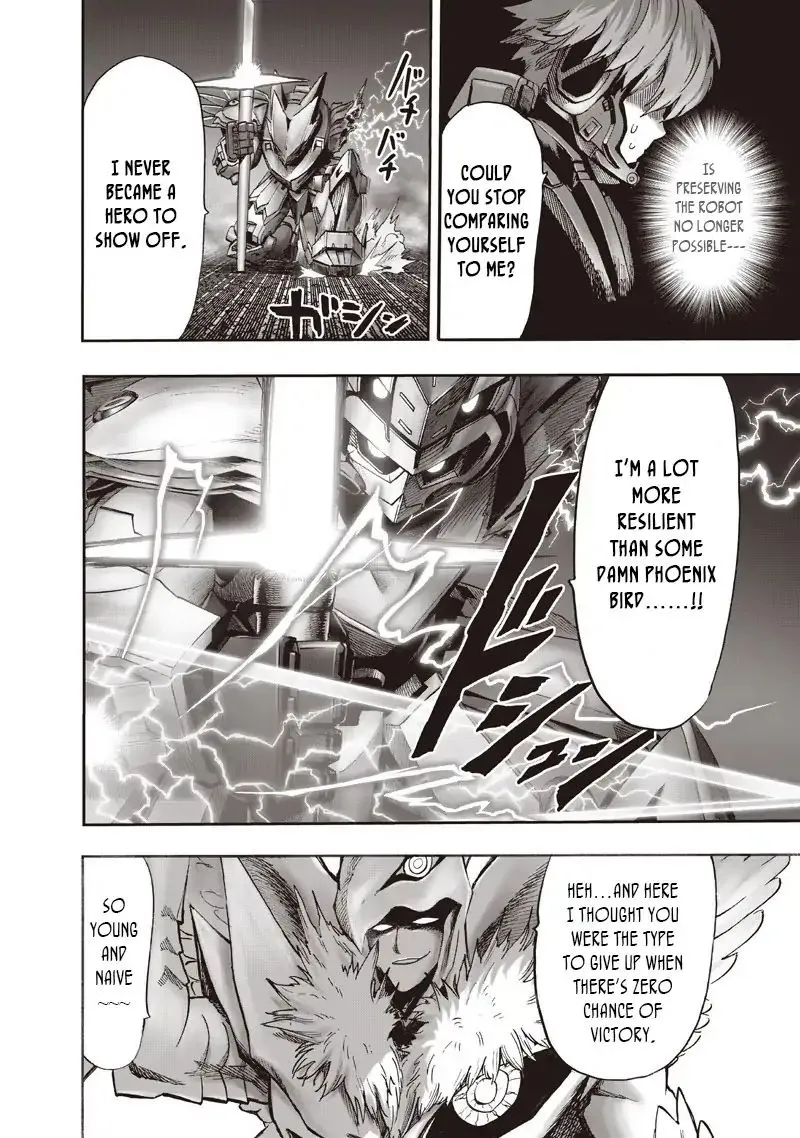 IS
PRESERVING
THE ROBOT
NO LONGER
POSSIBLE---
COULD
YOU STOP
COMPARING
YOURSELF
TO ME?
バチ
バチ
I NEVER
BECAME A
HERO TO
SHOW OFF.
ガシィン
I'M A LOT
MORE
RESILIENT
THAN SOME
DAMN PHOENIX
BIRD......!!
ドシュッ
HEH...AND HERE
I THOUGHT YOU
WERE THE TYPE
TO GIVE UP WHEN
THERE'S ZERO
CHANCE OF
VICTORY.
SO
YOUNG
AND
NAIVE
~~~